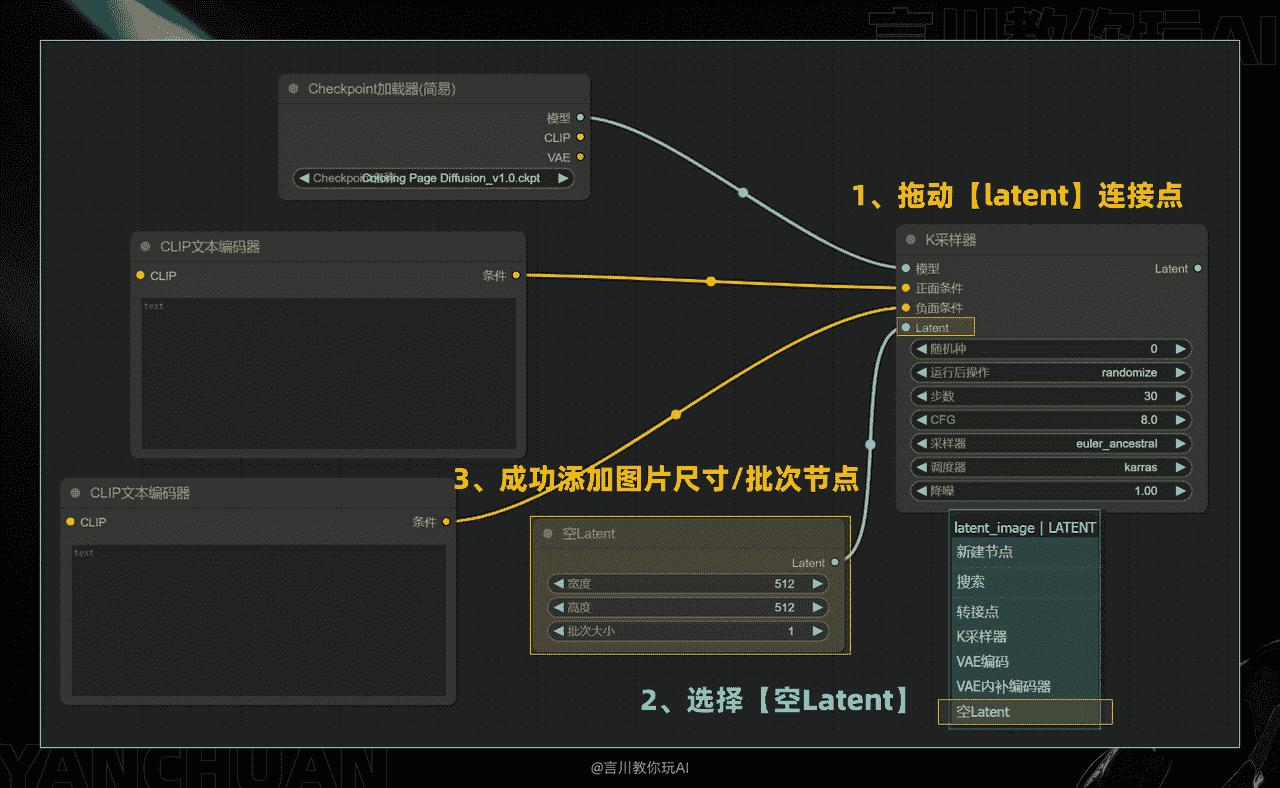 言川教你玩AI
Checkpoint加载器(简易)
模型
CLIP
VAE
Coloring Page Diffusion_v1.0.ckpt
1、拖动【latent】连接点
CLIP文本编码器
CLIP
条件
text
K采样器
模型
Latent
正面条件
负面条件
Latent
随机种 0
运行后操作 randomize
步数 30
CFG 8.0
采样器 euler_ancestral
调度器 karras
降噪 1.00
3、成功添加图片尺寸/批次节点
CLIP文本编码器
CLIP
条件
text
空Latent
Latent
宽度 512
高度 512
批次大小 1
latent_image | LATENT
新建节点
搜索
转接点
K采样器
VAE编码
VAE内补编码器
空Latent
2、选择【空Latent】
YANCHUAN
@言川教你玩AI